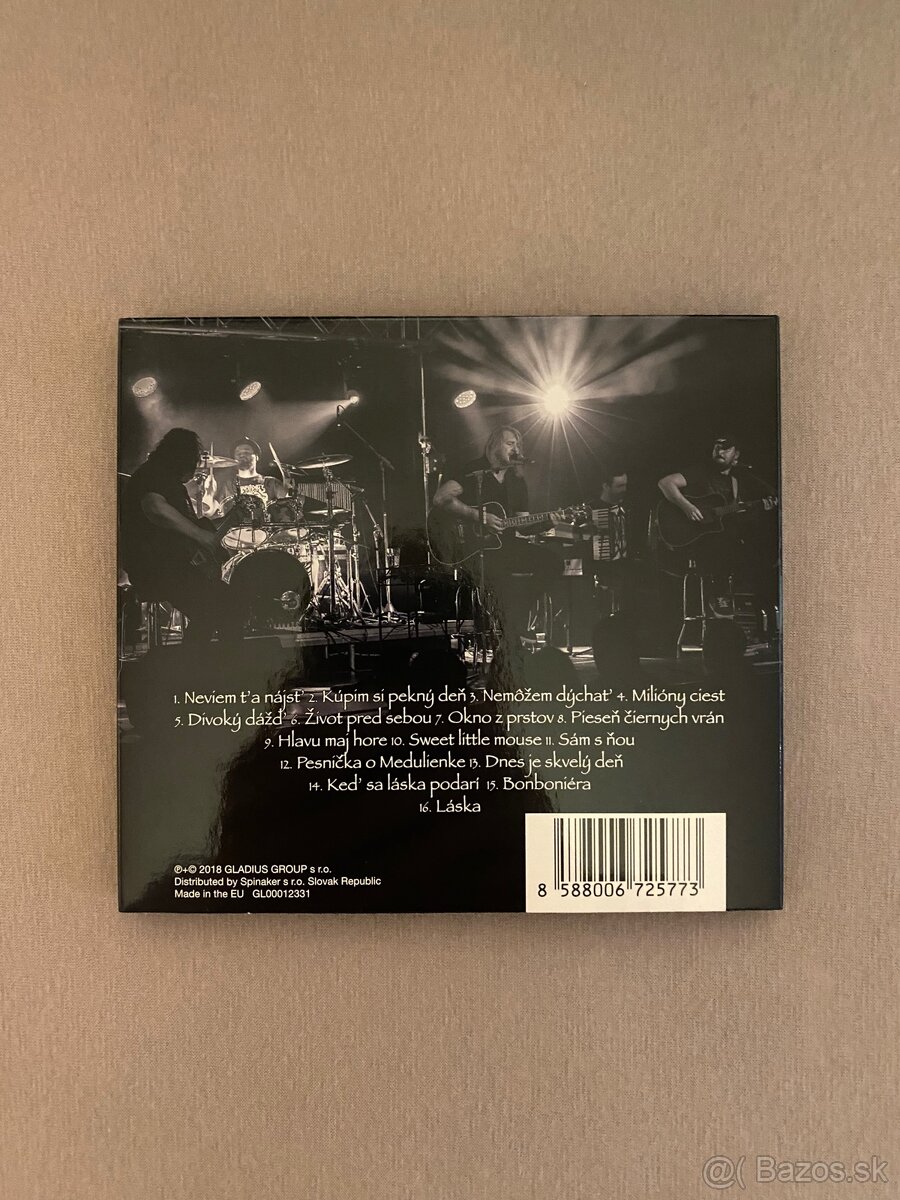 1. Neviem ťa nájsť 2. Kúpim si pekný deň 3. Nemôžem dýchať 4. Milióny ciest
5. Divoký dážď 6. Život pred sebou 7. Okno z prstov 8. Pieseň čiernych vrán
9. Hlavu maj hore 10. Sweet little mouse 11. Sám s ňou
12. Pesnička o Medulienke 13. Dnes je skvelý deň
14. Keď sa láska podarí 15. Bonboniéra
16. Láska
℗+© 2018 GLADIUS GROUP s r.o.
Distributed by Spinaker s r.o. Slovak Republic
Made in the EU GL00012331
8 588006 725773
@( Bazos.sk